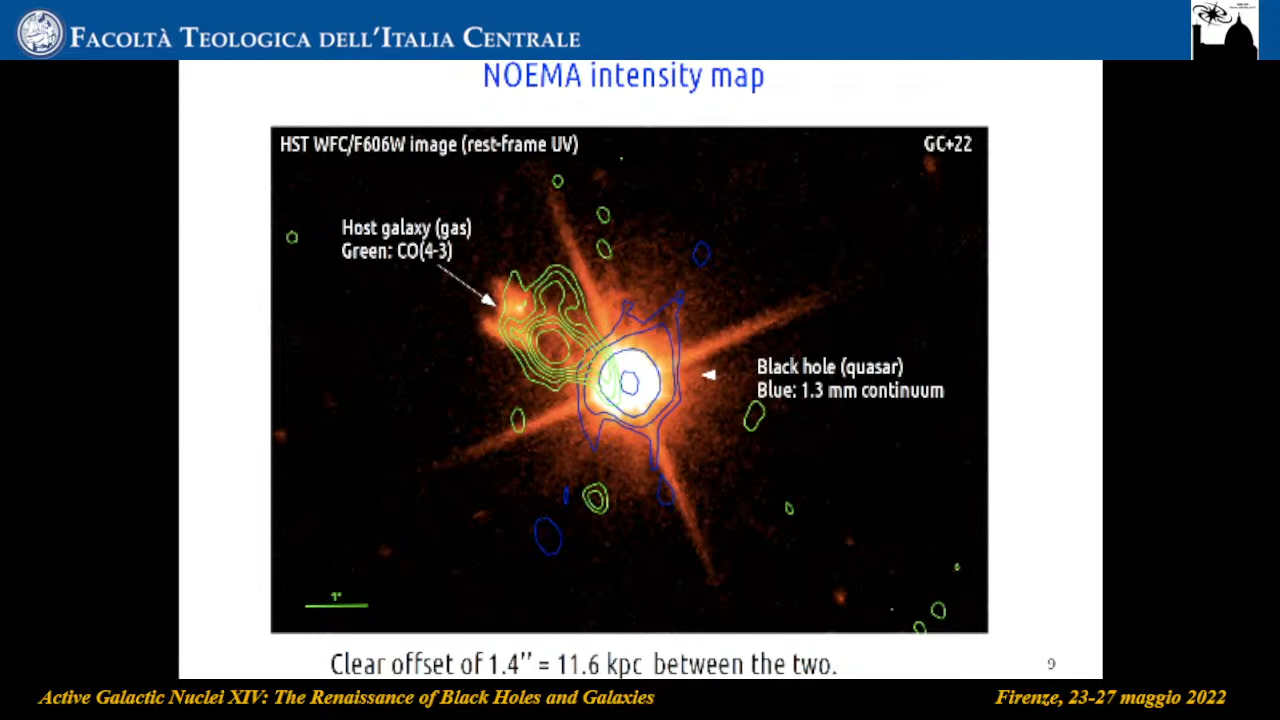 FACOLTÀ TEOLOGICA DELL'ITALIA CENTRALE
NOEMA intensity map
HST WFC/F606W image (rest-frame UV)
GC+22
Host galaxy (gas)
Green: CO(4-3)
Black hole (quasar)
Blue: 1.3 mm continuum
1"
Clear offset of 1.4’’ = 11.6 kpc between the two.
9
Active Galactic Nuclei XIV: The Renaissance of Black Holes and Galaxies
Firenze, 23-27 maggio 2022